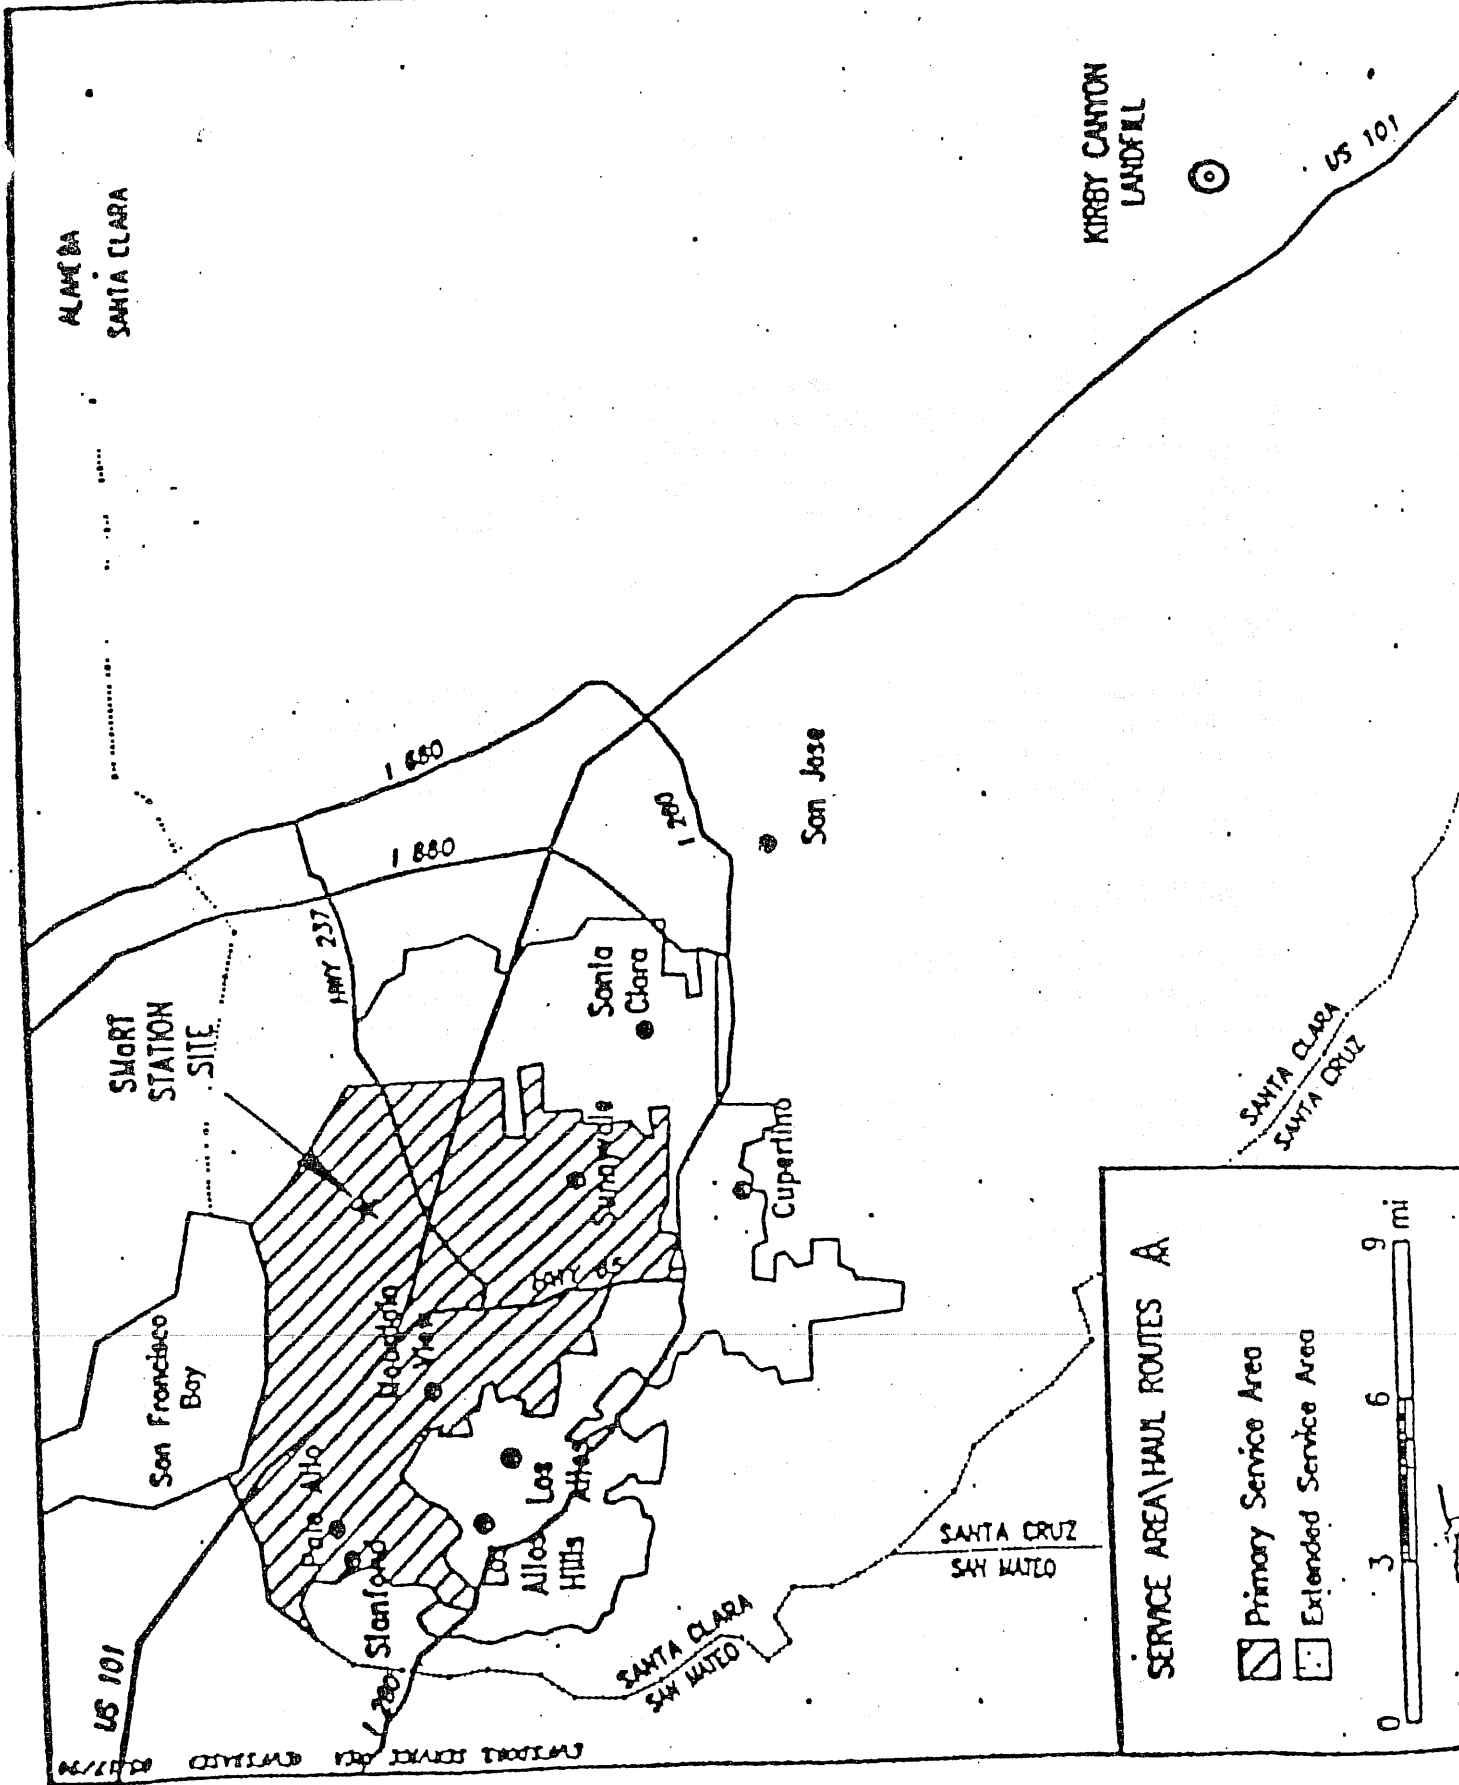 ALAMEDA
SANTA CLARA
KIRBY CANYON
LANDFILL
US 101
I 680
I 880
I 280
San Jose
HWY 237
SMaRT
STATION
SITE
Santa
Clara
Sunnyvale
Cupertino
HWY 85
San Francisco
Bay
Mountain
View
Palo Alto
Los
Altos
Los
Altos
Hills
Stanford
US 101
I 280
SANTA CLARA
SAN MATEO
SANTA CRUZ
SAN MATEO
SANTA CLARA
SANTA CRUZ
SERVICE AREA\HAUL ROUTES
Primary Service Area
Extended Service Area
0 3 6 9 mi